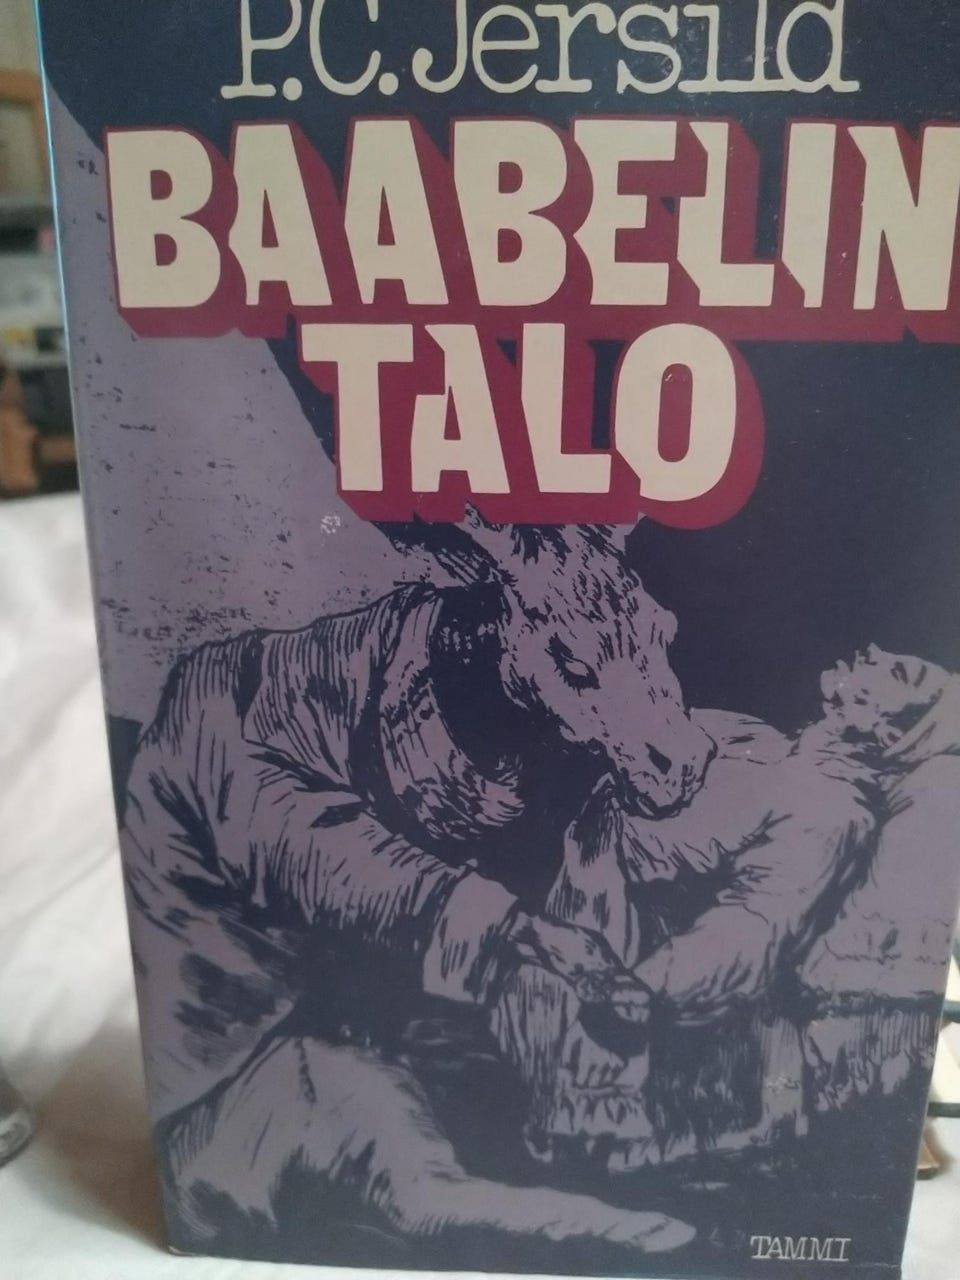 P.C. Jersild
BAABELIN
TALO
TAMMI